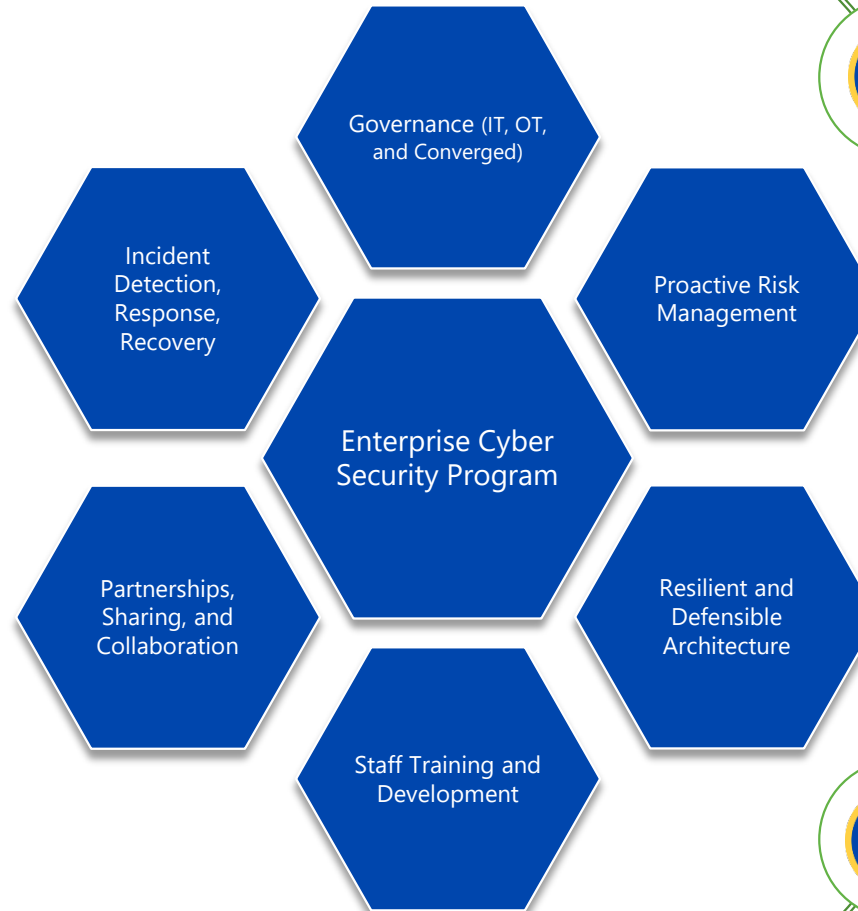 Governance (IT, OT,
and Converged)
Incident
Detection,
Response,
Recovery
Proactive Risk
Management
Enterprise Cyber
Security Program
Partnerships,
Sharing, and
Collaboration
Resilient and
Defensible
Architecture
Staff Training and
Development